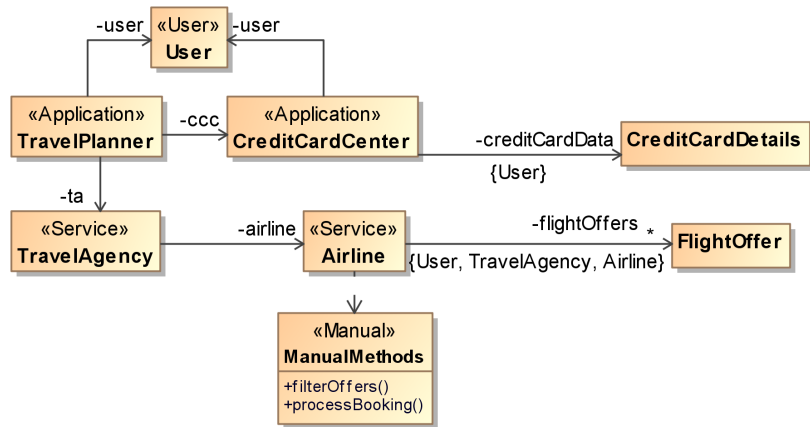 -user
«User»
User
-user
«Application»
TravelPlanner
-ccc
«Application»
CreditCardCenter
-creditCardData
{User}
CreditCardDetails
-ta
«Service»
TravelAgency
-airline
«Service»
Airline
-flightOffers
*
{User, TravelAgency, Airline}
FlightOffer
«Manual»
ManualMethods
+filterOffers()
+processBooking()